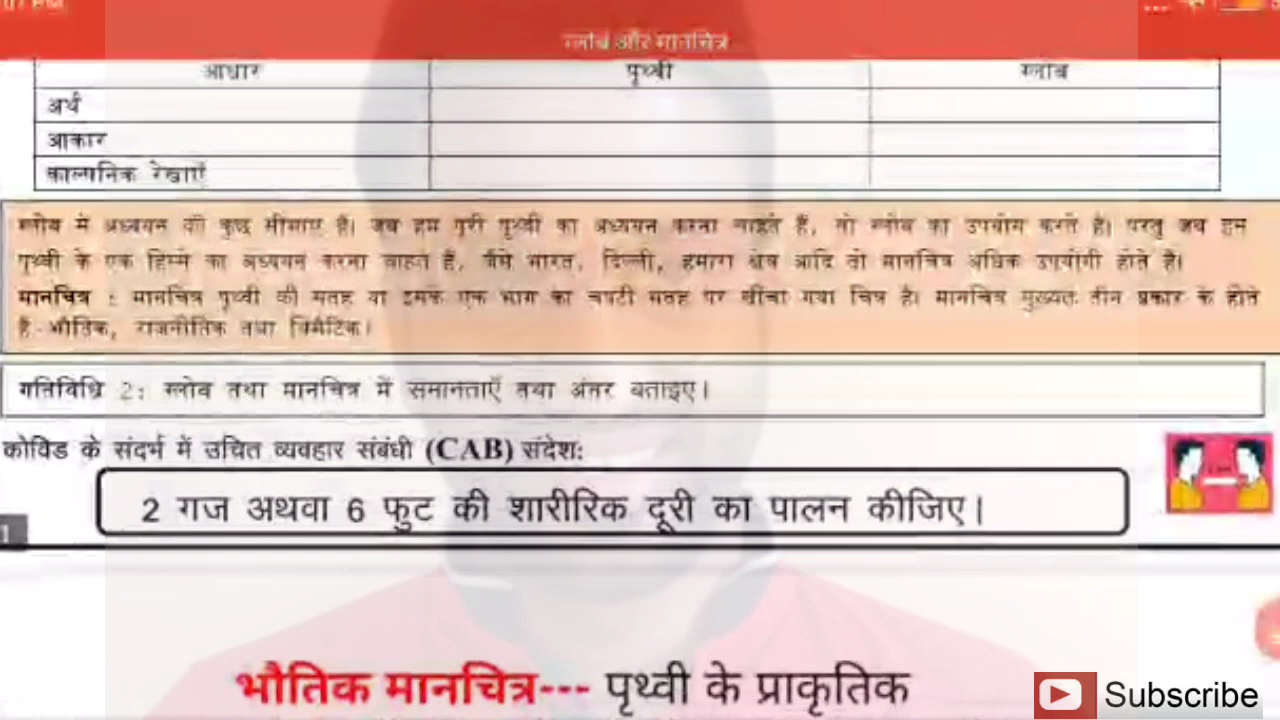 ग्लोब और मानचित्र
आधार पृथ्वी ग्लोब
अर्थ
आकार
काल्पनिक रेखाएँ
ग्लोब में अध्ययन की कुछ सीमाएं हैं। जब हम पूरी पृथ्वी का अध्ययन करना चाहते हैं, तो ग्लोब का उपयोग करते हैं। परंतु जब हम
पृथ्वी के एक हिस्से का अध्ययन करना चाहते हैं, जैसे भारत, दिल्ली, हमारा क्षेत्र आदि तो मानचित्र अधिक उपयोगी होते हैं।
मानचित्र : मानचित्र पृथ्वी की सतह या इसके एक भाग का चपटी सतह पर खींचा गया चित्र है। मानचित्र मुख्यतः तीन प्रकार के होते
है -भौतिक, राजनीतिक तथा थिमैटिक।
गतिविधि 2: ग्लोब तथा मानचित्र में समानताएँ तथा अंतर बताइए।
कोविड के संदर्भ में उचित व्यवहार संबंधी (CAB) संदेश:
2 गज अथवा 6 फुट की शारीरिक दूरी का पालन कीजिए।
1
भौतिक मानचित्र--- पृथ्वी के प्राकृतिक
Subscribe